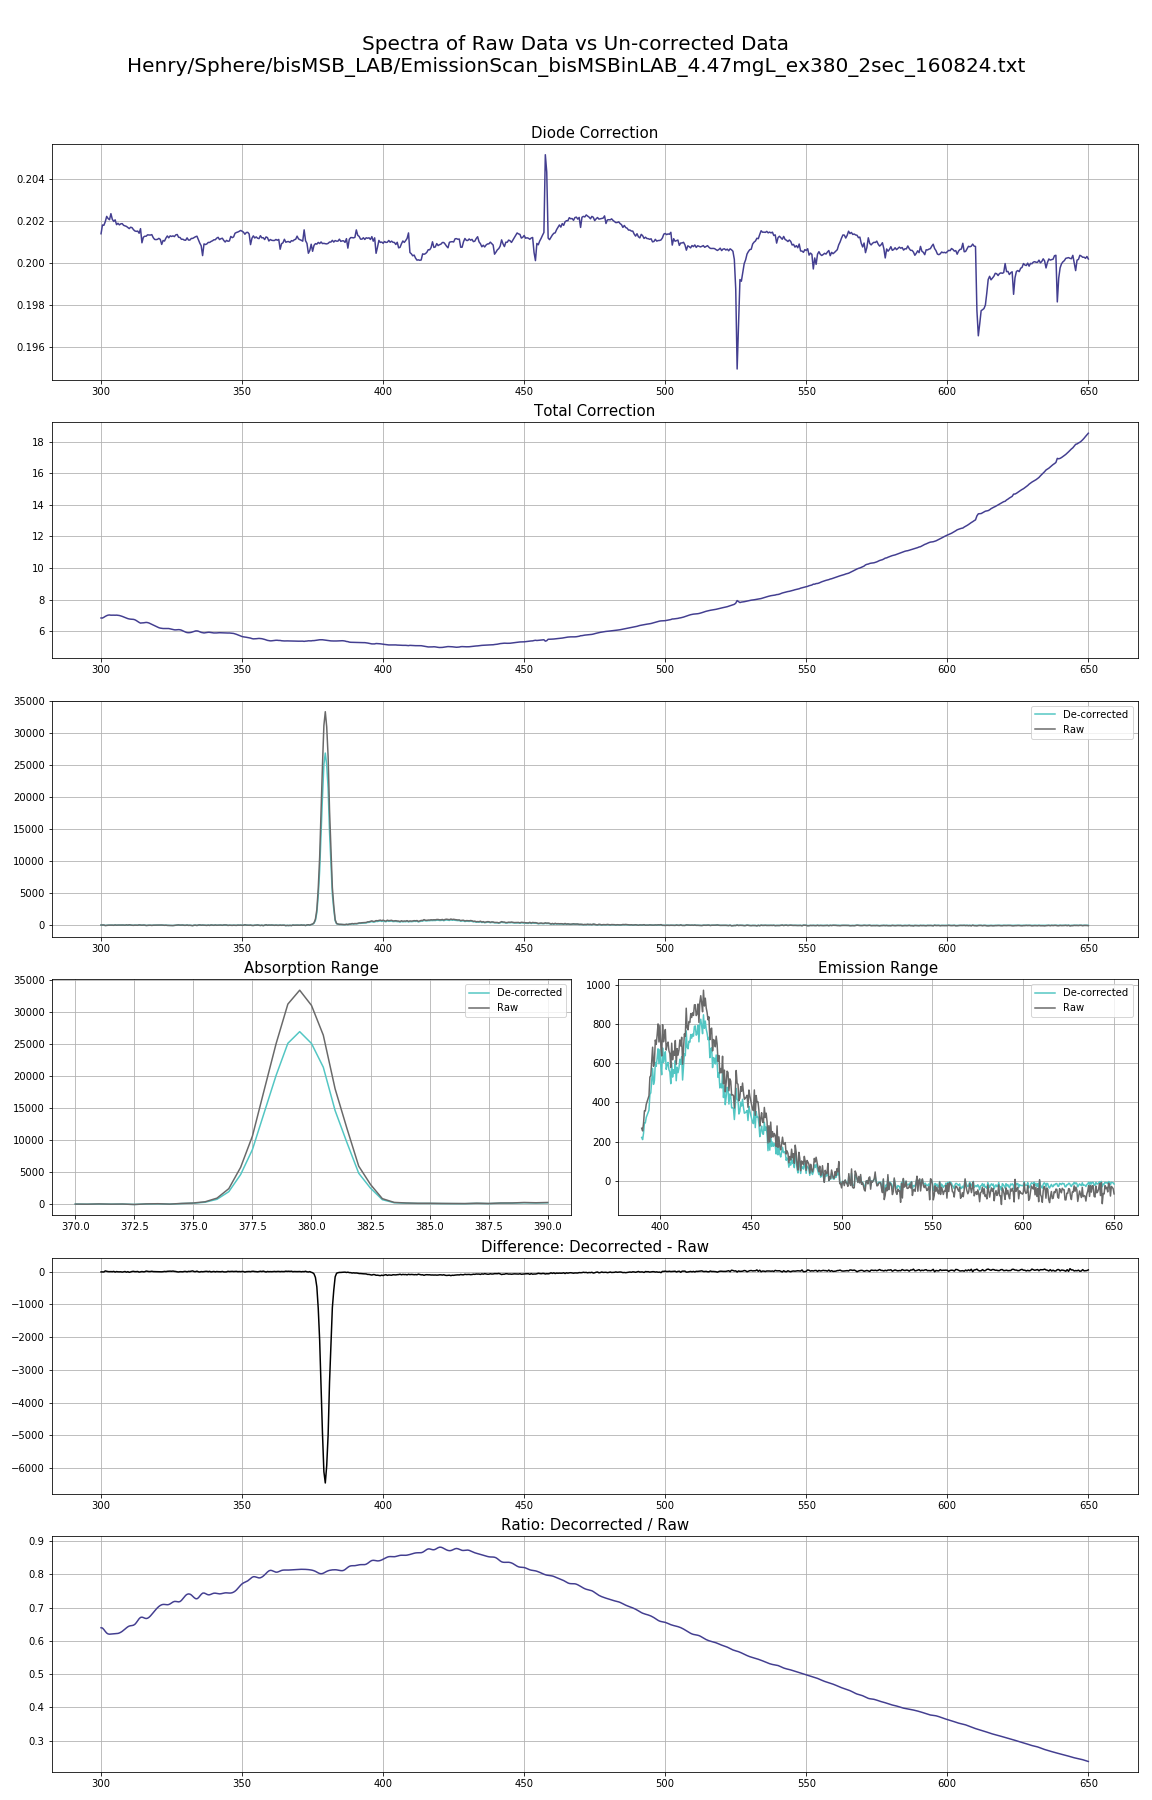 Spectra of Raw Data vs Un-corrected Data
Henry/Sphere/bisMSB_LAB/EmissionScan_bisMSBinLAB_4.47mgL_ex380_2sec_160824.txt
Diode Correction
0.204
0.202
0.200
0.198
0.196
300 350 400 450 500 550 600 650
Total Correction
18
16
14
12
10
8
6
300 350 400 450 500 550 600 650
35000
30000
25000
20000
15000
10000
5000
0
De-corrected
Raw
300 350 400 450 500 550 600 650
Absorption Range
35000
30000
25000
20000
15000
10000
5000
0
De-corrected
Raw
370.0 372.5 375.0 377.5 380.0 382.5 385.0 387.5 390.0
Emission Range
1000
800
600
400
200
0
De-corrected
Raw
400 450 500 550 600 650
Difference: Decorrected - Raw
0
−1000
−2000
−3000
−4000
−5000
−6000
300 350 400 450 500 550 600 650
Ratio: Decorrected / Raw
0.9
0.8
0.7
0.6
0.5
0.4
0.3
300 350 400 450 500 550 600 650